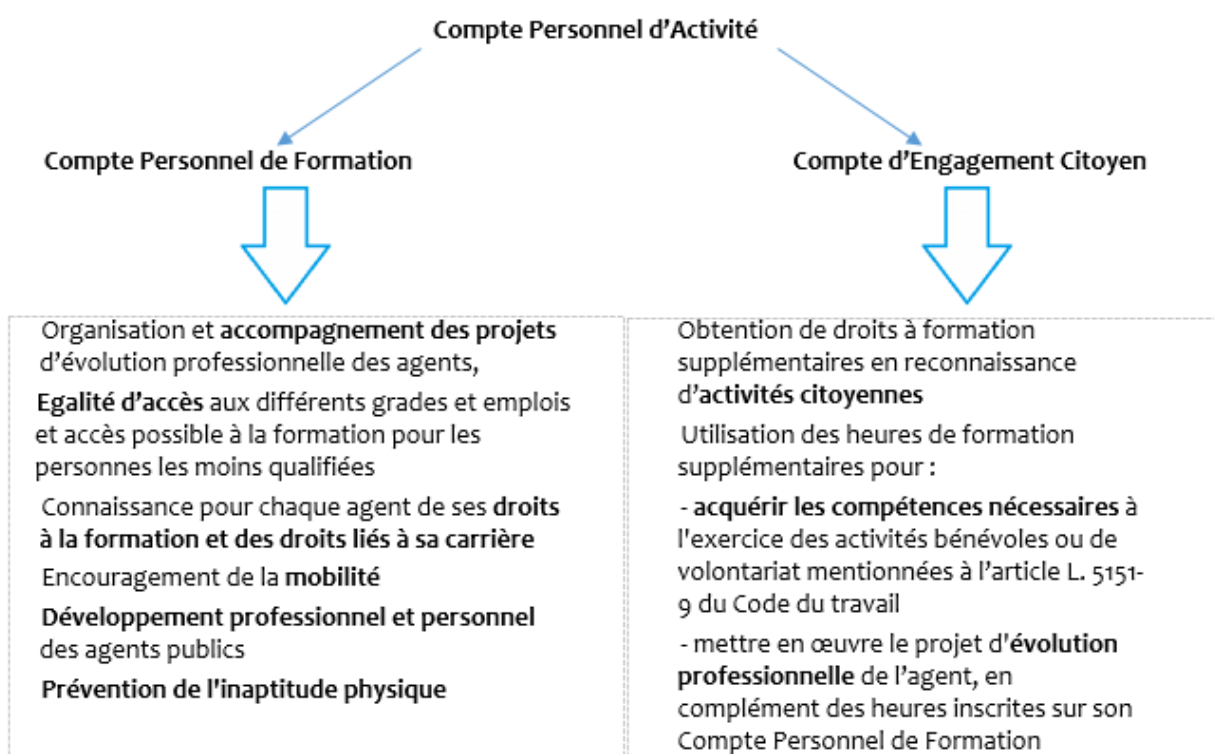 Compte Personnel d’Activité
Compte Personnel de Formation
Compte d’Engagement Citoyen
Organisation et accompagnement des projets
d’évolution professionnelle des agents,
Egalité d’accès aux différents grades et emplois
et accès possible à la formation pour les
personnes les moins qualifiées
Connaissance pour chaque agent de ses droits
à la formation et des droits liés à sa carrière
Encouragement de la mobilité
Développement professionnel et personnel
des agents publics
Prévention de l'inaptitude physique
Obtention de droits à formation
supplémentaires en reconnaissance
d’activités citoyennes
Utilisation des heures de formation
supplémentaires pour :
- acquérir les compétences nécessaires à
l'exercice des activités bénévoles ou de
volontariat mentionnées à l’article L. 5151-
9 du Code du travail
- mettre en œuvre le projet d'évolution
professionnelle de l’agent, en
complément des heures inscrites sur son
Compte Personnel de Formation